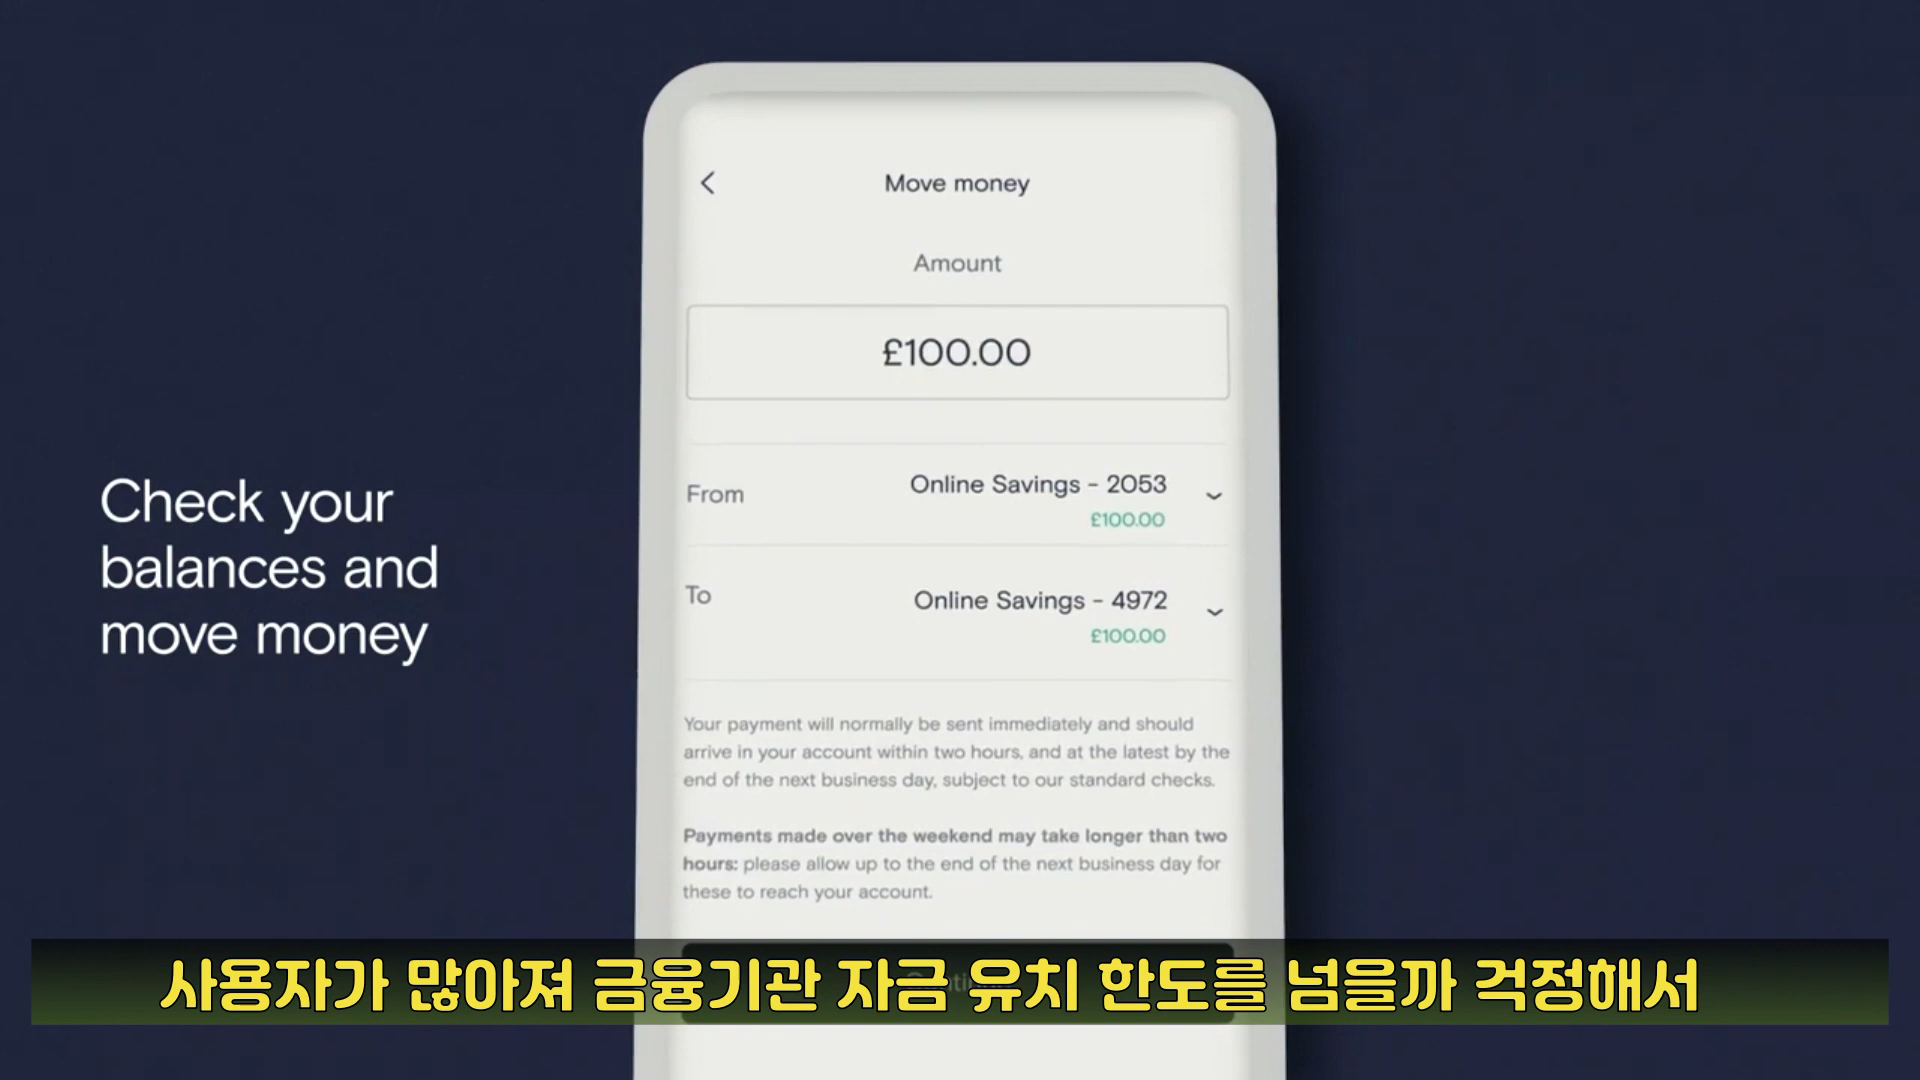 Move money
Amount
£100.00
From
Online Savings - 2053
£100.00
To
Online Savings - 4972
£100.00
Your payment will normally be sent immediately and should
arrive in your account within two hours, and at the latest by the
end of the next business day, subject to our standard checks.
Payments made over the weekend may take longer than two
hours: please allow up to the end of the next business day for
these to reach your account.
Check your
balances and
move money
사용자가 많아져 금융기관 자금 유치 한도를 넘을까 걱정해서